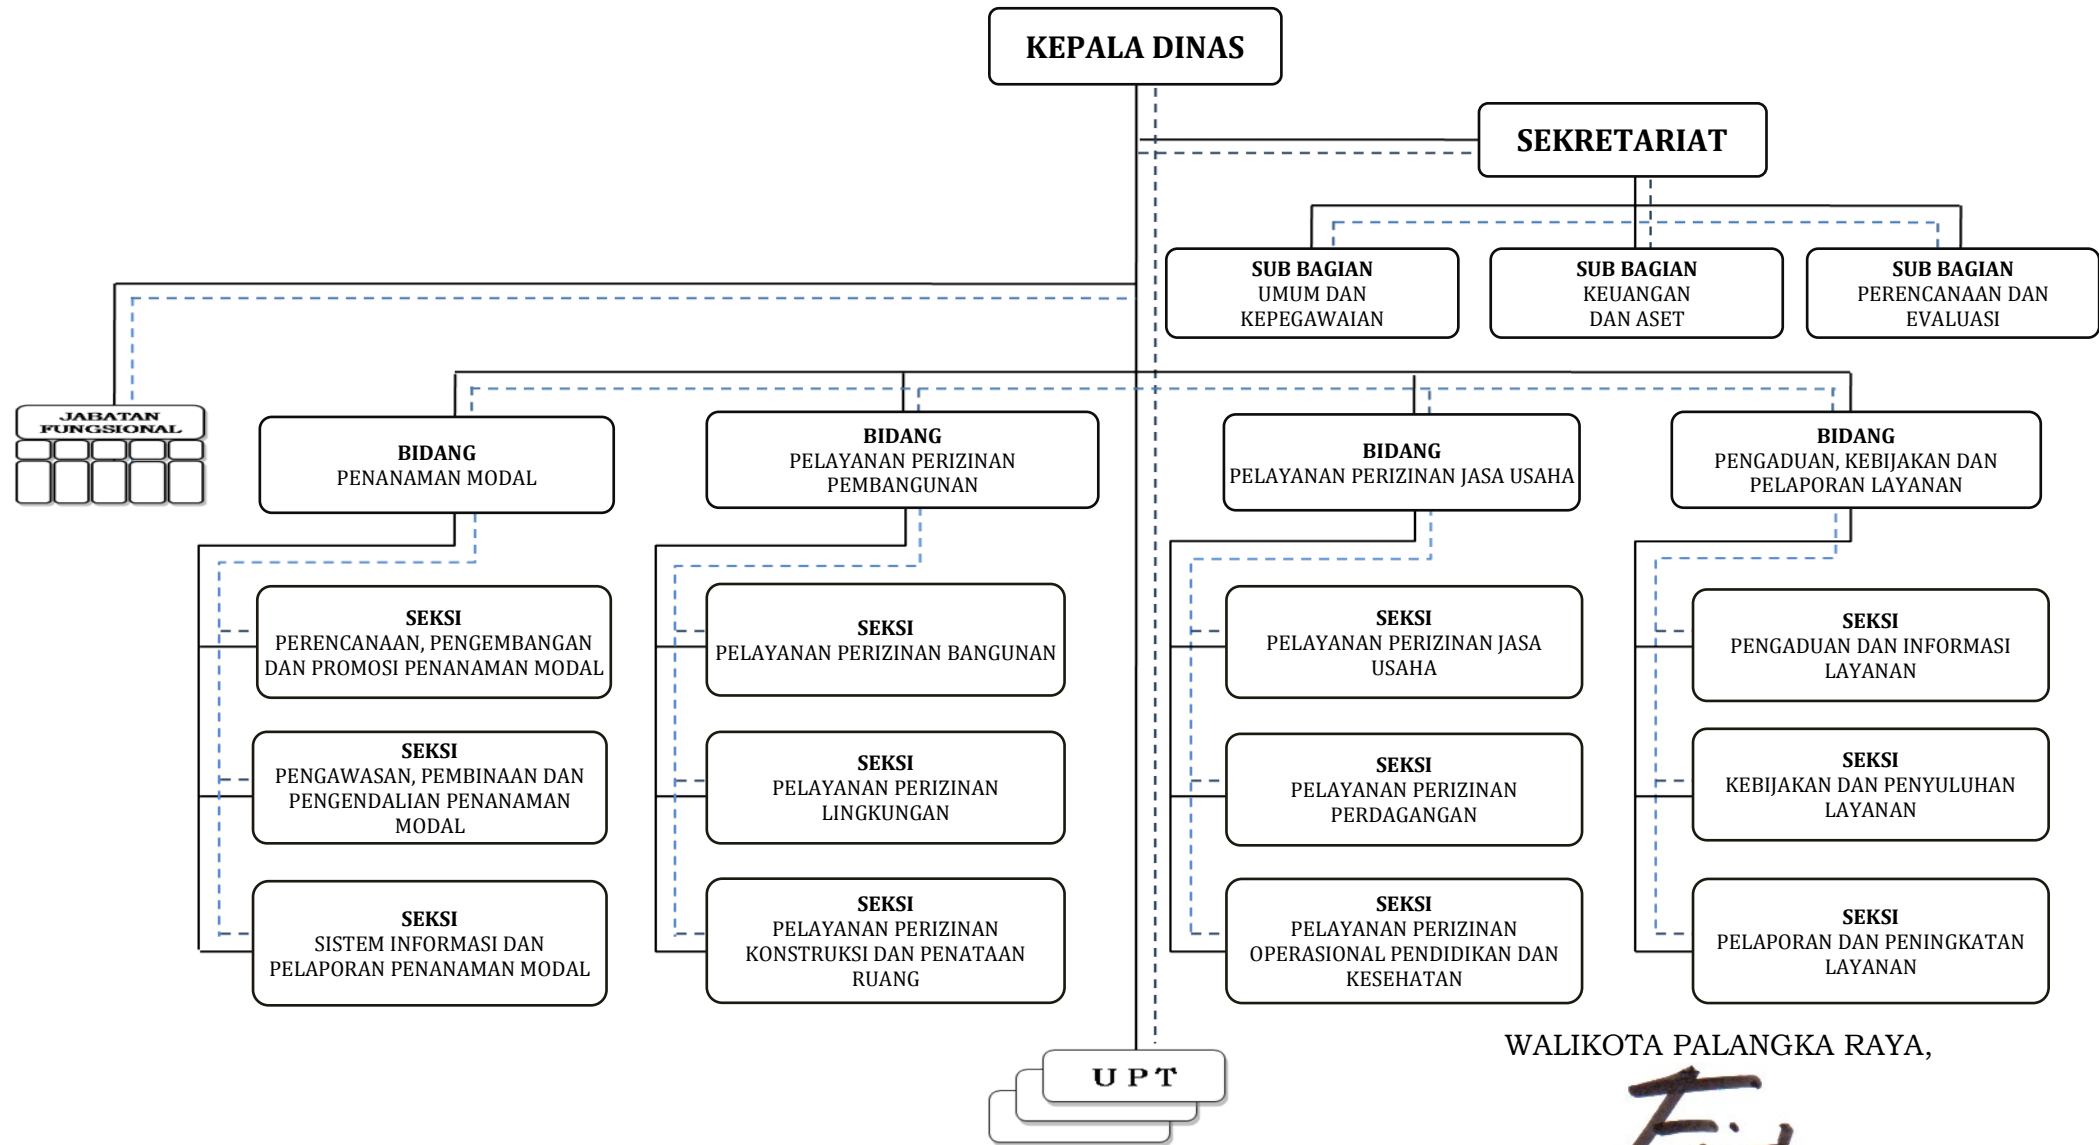 KEPALA DINAS
SEKRETARIAT
SUB BAGIAN
UMUM DAN
KEPEGAWAIAN
SUB BAGIAN
KEUANGAN
DAN ASET
SUB BAGIAN
PERENCANAAN DAN
EVALUASI
JABATAN
FUNGSIONAL
BIDANG
PENANAMAN MODAL
BIDANG
PELAYANAN PERIZINAN
PEMBANGUNAN
BIDANG
PELAYANAN PERIZINAN JASA USAHA
BIDANG
PENGADUAN, KEBIJAKAN DAN
PELAPORAN LAYANAN
SEKSI
PERENCANAAN, PENGEMBANGAN
DAN PROMOSI PENANAMAN MODAL
SEKSI
PELAYANAN PERIZINAN BANGUNAN
SEKSI
PELAYANAN PERIZINAN JASA
USAHA
SEKSI
PENGADUAN DAN INFORMASI
LAYANAN
SEKSI
PENGAWASAN, PEMBINAAN DAN
PENGENDALIAN PENANAMAN
MODAL
SEKSI
PELAYANAN PERIZINAN
LINGKUNGAN
SEKSI
PELAYANAN PERIZINAN
PERDAGANGAN
SEKSI
KEBIJAKAN DAN PENYULUHAN
LAYANAN
SEKSI
SISTEM INFORMASI DAN
PELAPORAN PENANAMAN MODAL
SEKSI
PELAYANAN PERIZINAN
KONSTRUKSI DAN PENATAAN
RUANG
SEKSI
PELAYANAN PERIZINAN
OPERASIONAL PENDIDIKAN DAN
KESEHATAN
SEKSI
PELAPORAN DAN PENINGKATAN
LAYANAN
WALIKOTA PALANGKA RAYA,
U P T